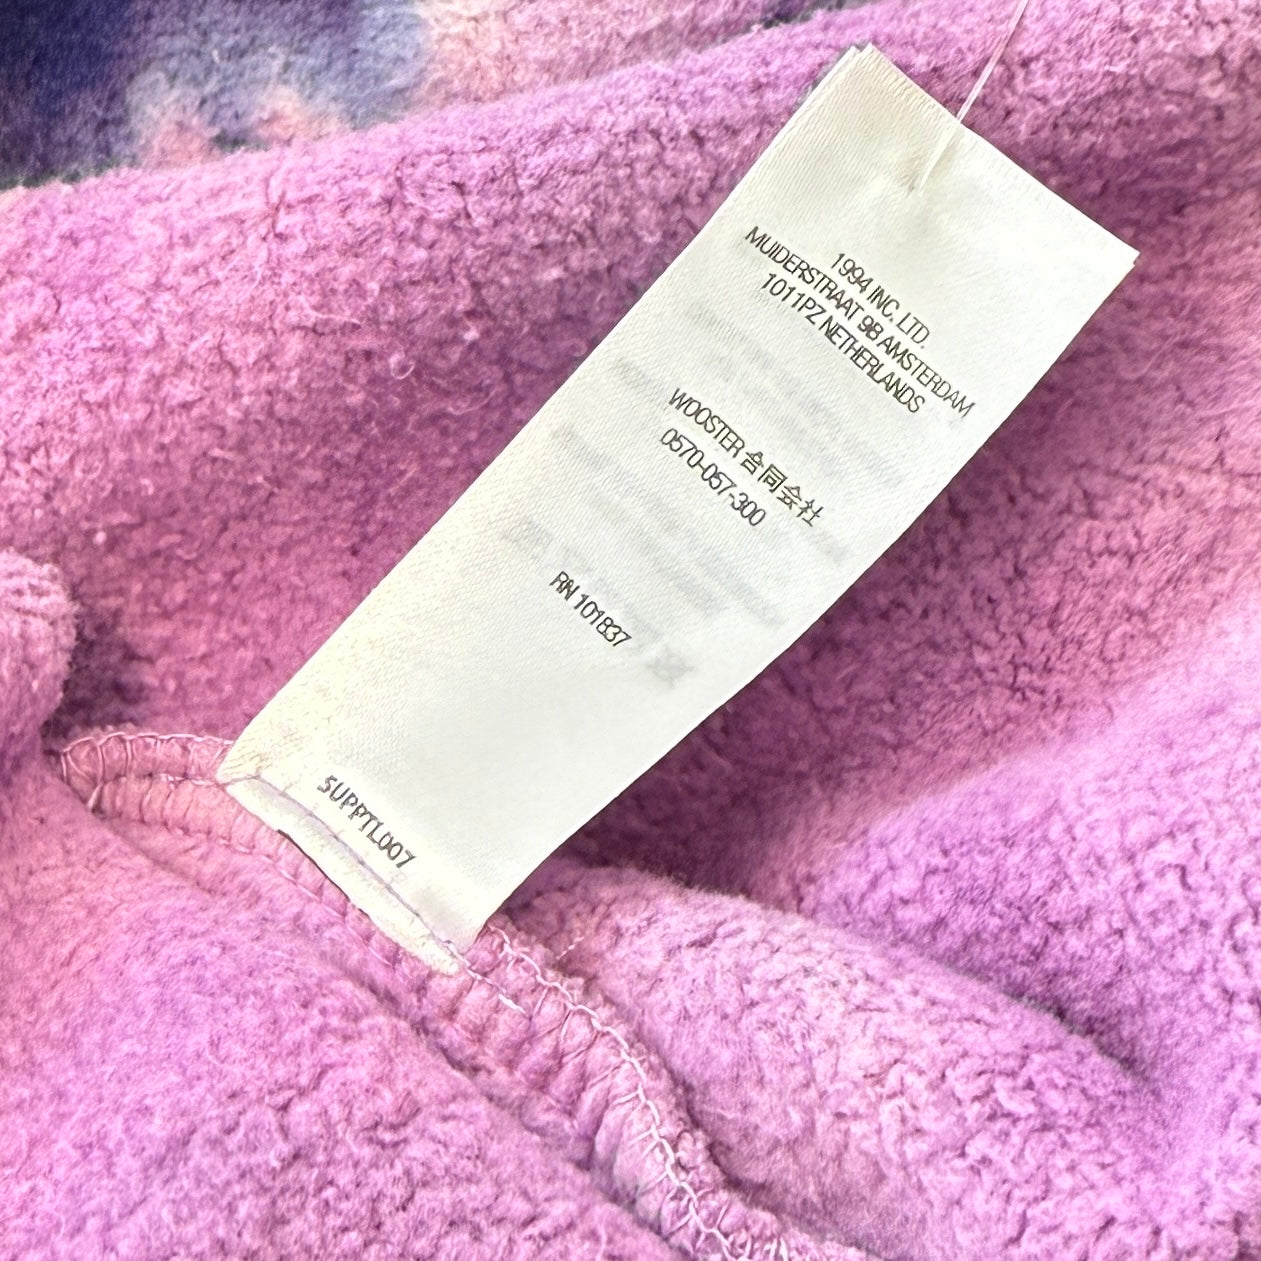 1994 INC. LTD.
MUIDERSTRAAT 9B AMSTERDAM
1011PZ NETHERLANDS
WOOSTER 合同会社
0570-057-300
RN 101837
SUPPTL007